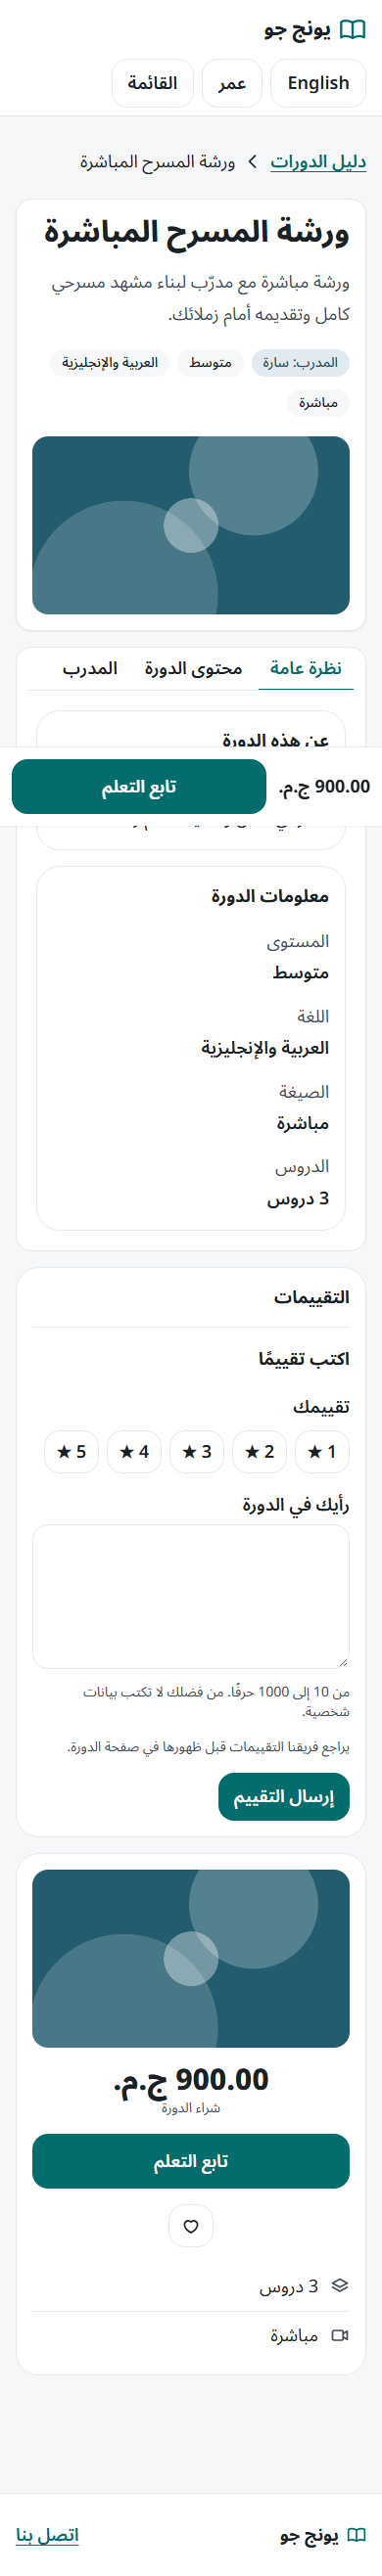 يونج جو
English
عمر
القائمة
دليل الدورات
ورشة المسرح المباشرة
ورشة المسرح المباشرة
ورشة مباشرة مع مدرّب لبناء مشهد مسرحي
كامل وتقديمه أمام زملائك.
المدرب: سارة
متوسط
العربية والإنجليزية
مباشرة
نظرة عامة
محتوى الدورة
المدرب
عن هذه الدورة
900.00 ج.م.
تابع التعلم
معلومات الدورة
المستوى
متوسط
اللغة
العربية والإنجليزية
الصيغة
مباشرة
الدروس
3 دروس
التقييمات
اكتب تقييمًا
تقييمك
1 ★
2 ★
3 ★
4 ★
5 ★
رأيك في الدورة
من 10 إلى 1000 حرفًا. من فضلك لا تكتب بيانات
شخصية.
يراجع فريقنا التقييمات قبل ظهورها في صفحة الدورة.
إرسال التقييم
900.00 ج.م.
شراء الدورة
تابع التعلم
3 دروس
مباشرة
يونج جو
اتصل بنا